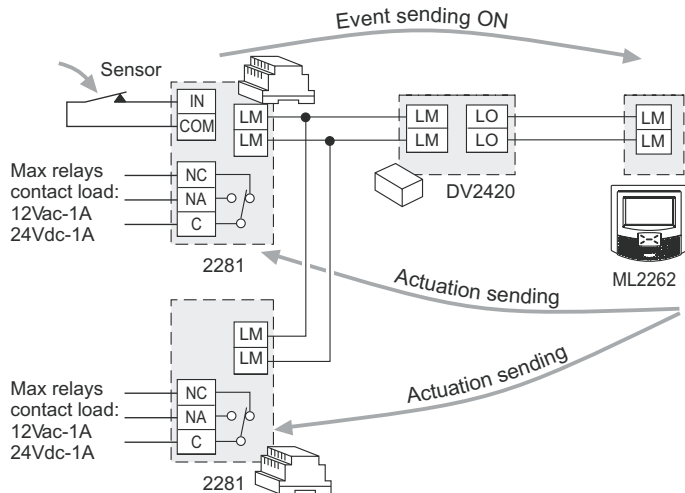 Event sending ON
Sensor
IN
COM
LM
LM
LM
LM
LO
LO
LM
LM
Max relays
contact load:
12Vac-1A
24Vdc-1A
NC
NA
C
DV2420
2281
ML2262
Actuation sending
LM
LM
Actuation sending
Max relays
contact load:
12Vac-1A
24Vdc-1A
NC
NA
C
2281